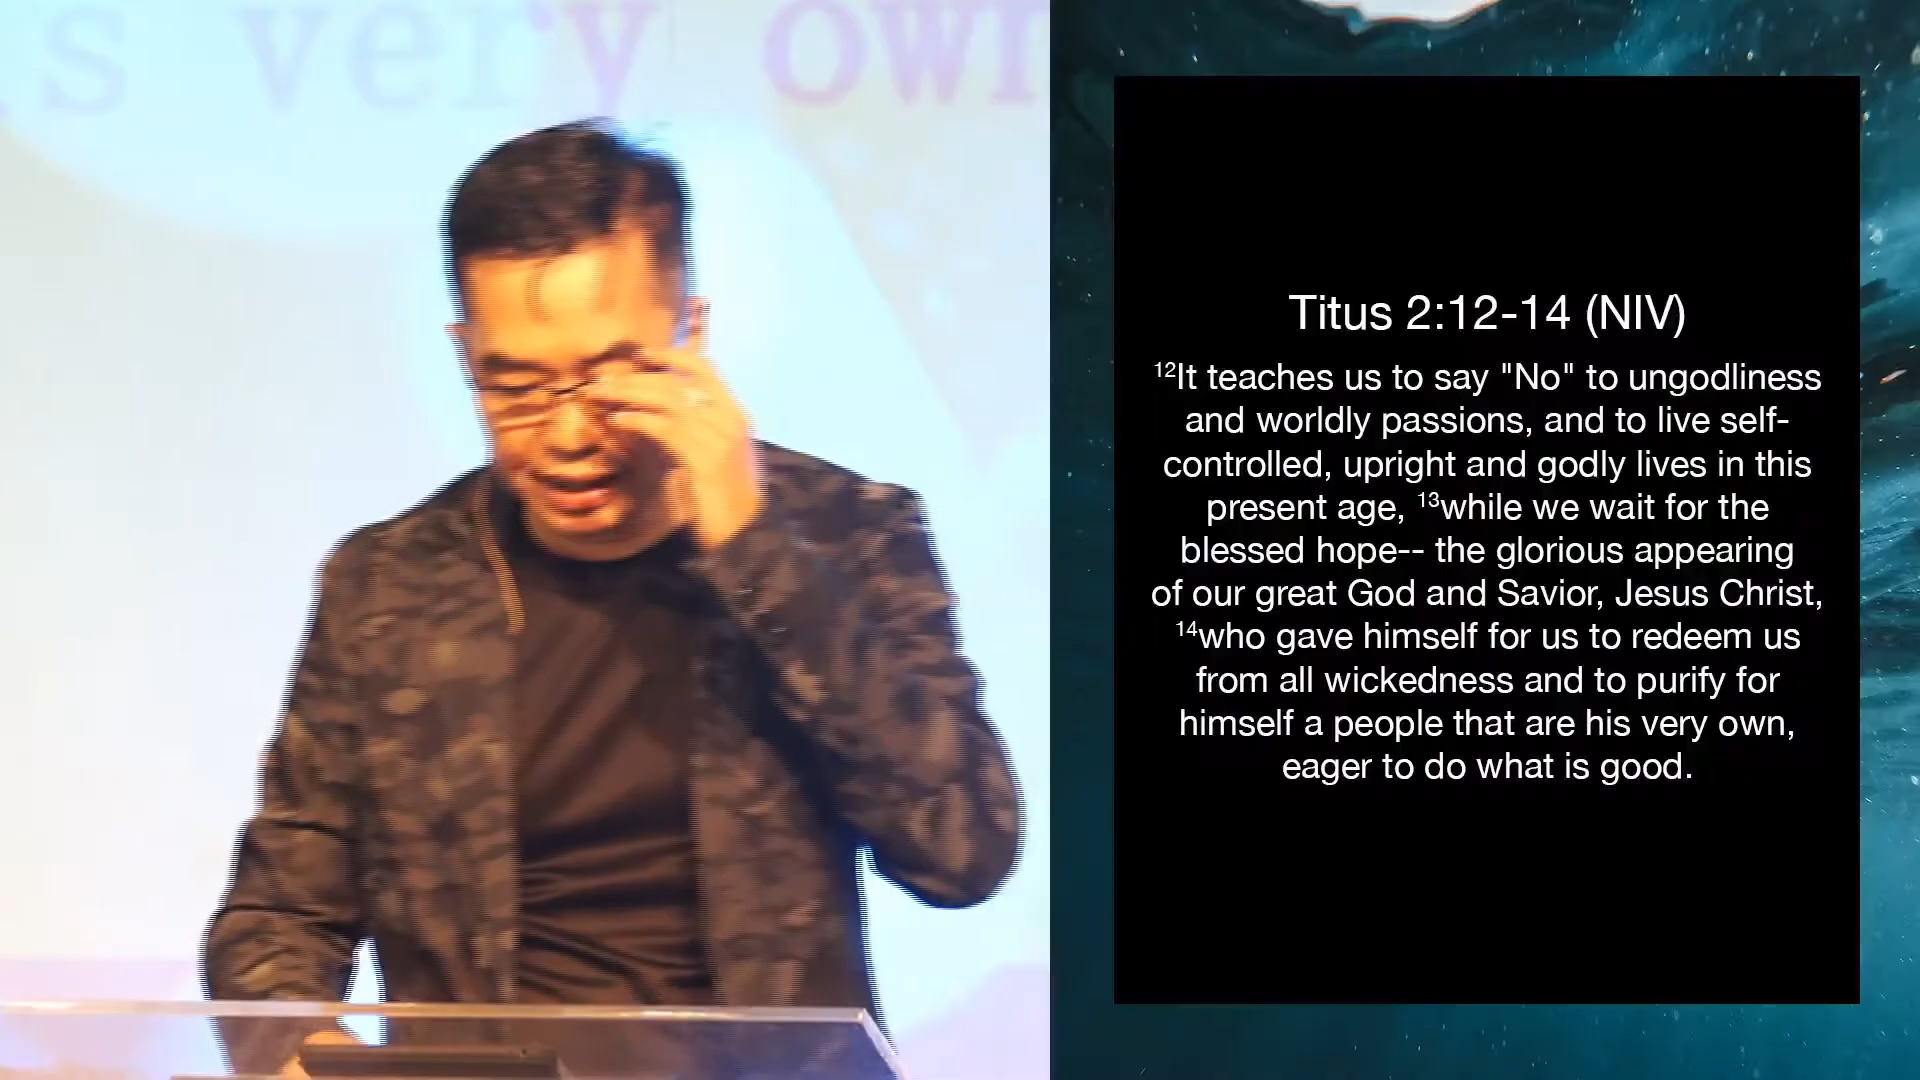 s very own
Titus 2:12-14 (NIV)
12It teaches us to say "No" to ungodliness
and worldly passions, and to live self-
controlled, upright and godly lives in this
present age, 13while we wait for the
blessed hope-- the glorious appearing
of our great God and Savior, Jesus Christ,
14who gave himself for us to redeem us
from all wickedness and to purify for
himself a people that are his very own,
eager to do what is good.